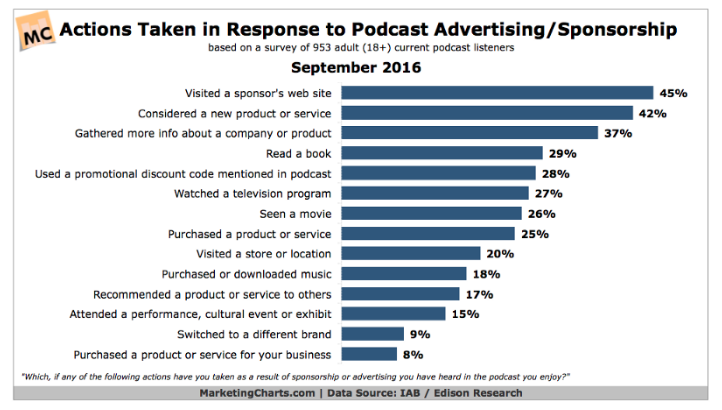 MC
Actions Taken in Response to Podcast Advertising/Sponsorship
based on a survey of 953 adult (18+) current podcast listeners
September 2016
Visited a sponsor's web site 45%
Considered a new product or service 42%
Gathered more info about a company or product 37%
Read a book 29%
Used a promotional discount code mentioned in podcast 28%
Watched a television program 27%
Seen a movie 26%
Purchased a product or service 25%
Visited a store or location 20%
Purchased or downloaded music 18%
Recommended a product or service to others 17%
Attended a performance, cultural event or exhibit 15%
Switched to a different brand 9%
Purchased a product or service for your business 8%
"Which, if any of the following actions have you taken as a result of sponsorship or advertising you have heard in the podcast you enjoy?"
MarketingCharts.com | Data Source: IAB / Edison Research